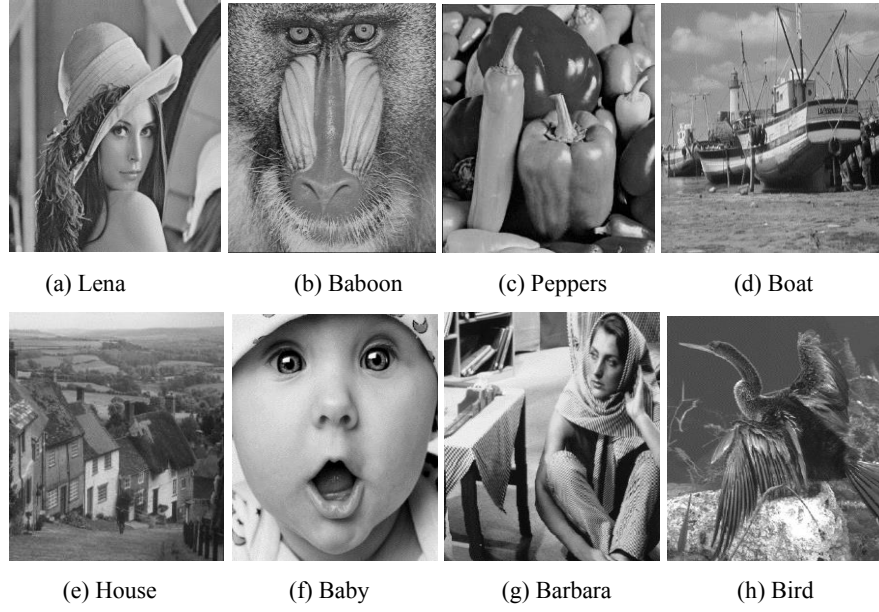 (a) Lena
(b) Baboon
(c) Peppers
(d) Boat
(e) House
(f) Baby
(g) Barbara
(h) Bird